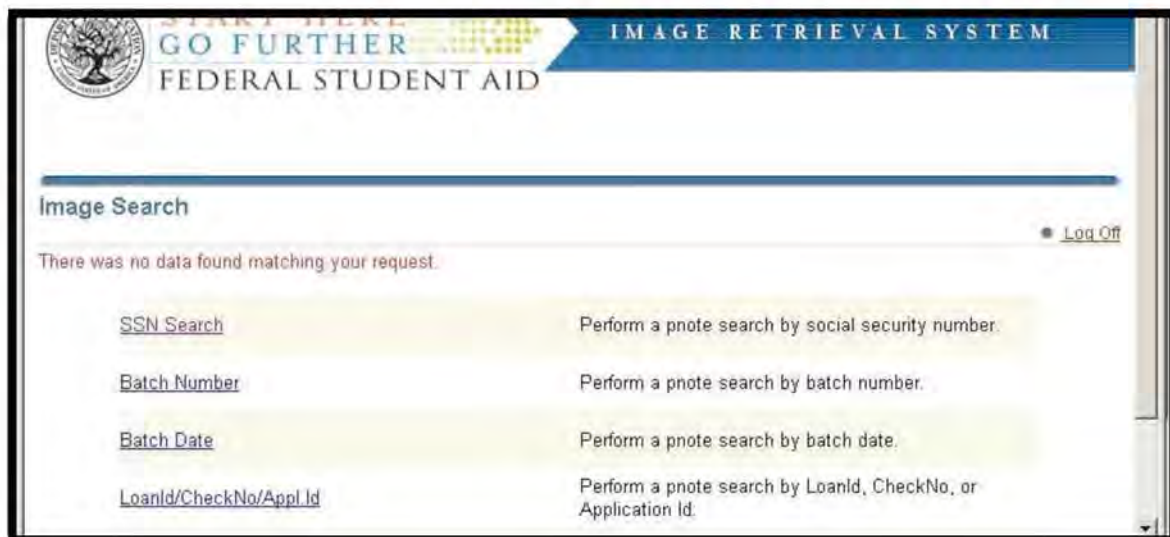 START HERE
GO FURTHER
FEDERAL STUDENT AID
IMAGE RETRIEVAL SYSTEM
Image Search
Log Off
There was no data found matching your request.
SSN Search
Perform a pnote search by social security number.
Batch Number
Perform a pnote search by batch number.
Batch Date
Perform a pnote search by batch date.
LoanId/CheckNo/Appl.Id
Perform a pnote search by LoanId, CheckNo, or
Application Id.